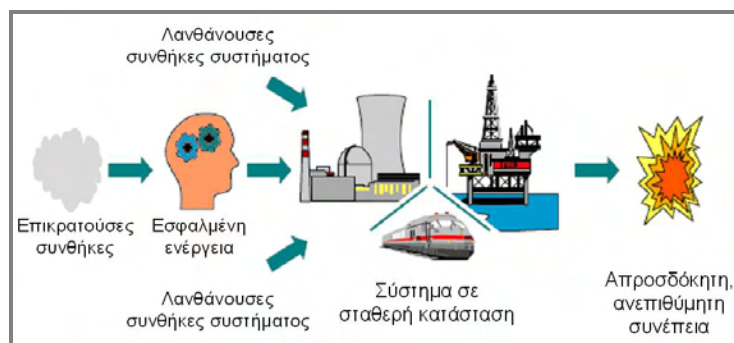 Λανθάνουσες
συνθήκες συστήματος
Επικρατούσες
συνθήκες
Εσφαλμένη
ενέργεια
Λανθάνουσες
συνθήκες συστήματος
Σύστημα σε
σταθερή κατάσταση
Απροσδόκητη,
ανεπιθύμητη
συνέπεια